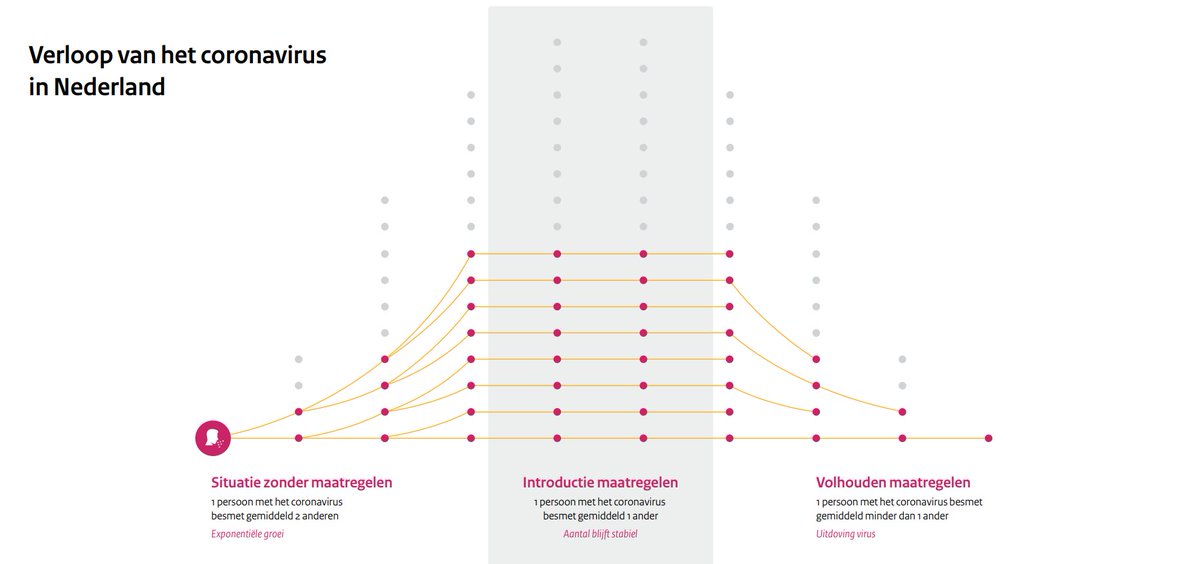 Verloop van het coronavirus
in Nederland
Situatie zonder maatregelen
1 persoon met het coronavirus
besmet gemiddeld 2 anderen
Exponentiële groei
Introductie maatregelen
1 persoon met het coronavirus
besmet gemiddeld 1 ander
Aantal blijft stabiel
Volhouden maatregelen
1 persoon met het coronavirus besmet
gemiddeld minder dan 1 ander
Uitdoving virus